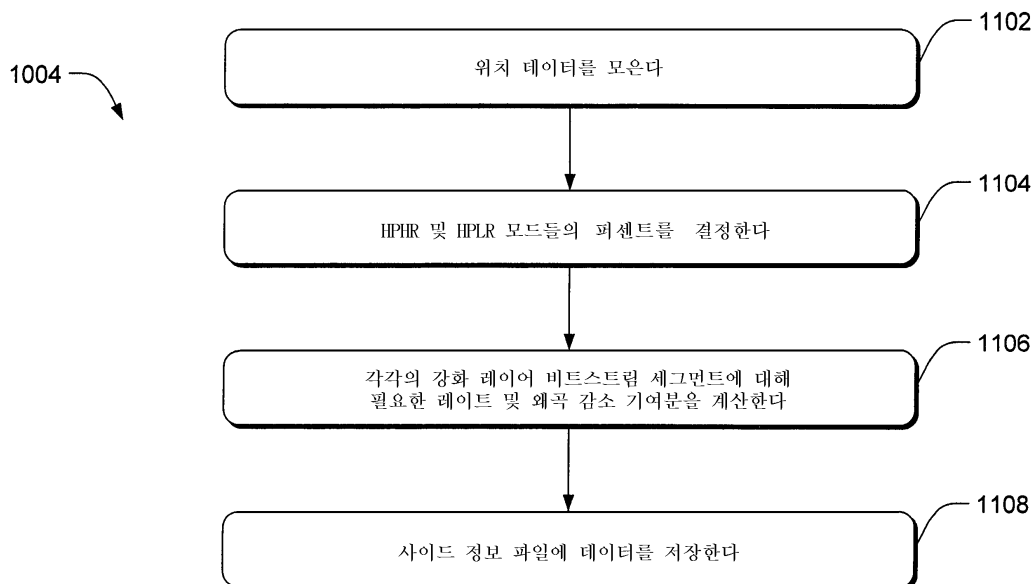 1102
위치 데이터를 모은다
1004
1104
HPHR 및 HPLR 모드들의 퍼센트를 결정한다
1106
각각의 강화 레이어 비트스트림 세그먼트에 대해
필요한 레이트 및 왜곡 감소 기여분을 계산한다
1108
사이드 정보 파일에 데이터를 저장한다